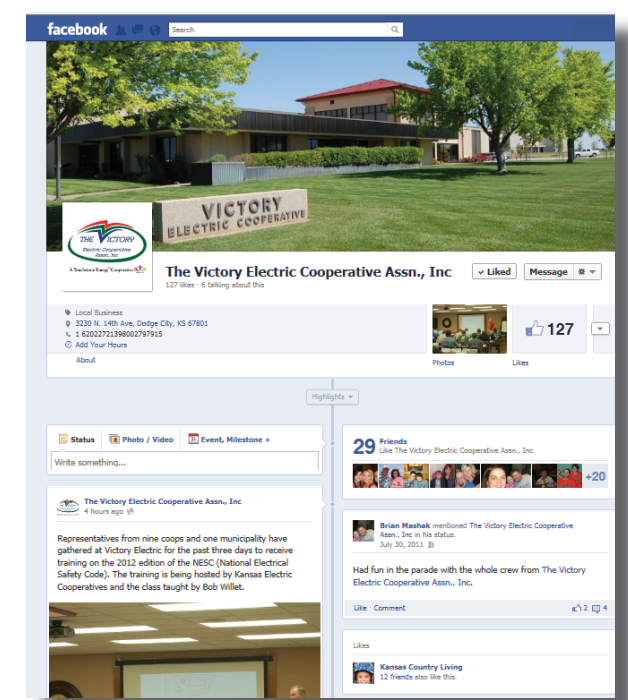 facebook
Search
VICTORY
ELECTRIC COOPERATIVE
THE VICTORY
Electric Cooperative
Assn., Inc
A Touchstone Energy® Cooperative
The Victory Electric Cooperative Assn., Inc
127 likes · 6 talking about this
Liked
Message
Local Business
3230 N. 14th Ave, Dodge City, KS 67801
1 62022721398002797915
Add Your Hours
About
127
Photos
Likes
Highlights
Status
Photo / Video
Event, Milestone +
Write something...
The Victory Electric Cooperative Assn., Inc
4 hours ago
Representatives from nine coops and one municipality have
gathered at Victory Electric for the past three days to receive
training on the 2012 edition of the NESC (National Electrical
Safety Code). The training is being hosted by Kansas Electric
Cooperatives and the class taught by Bob Willet.
29 Friends
Like The Victory Electric Cooperative Assn., Inc
+20
Brian Mashak mentioned The Victory Electric Cooperative
Assn., Inc in his status.
July 30, 2011
Had fun in the parade with the whole crew from The Victory
Electric Cooperative Assn., Inc.
Like · Comment
2
4
Likes
Kansas Country Living
12 friends also like this.